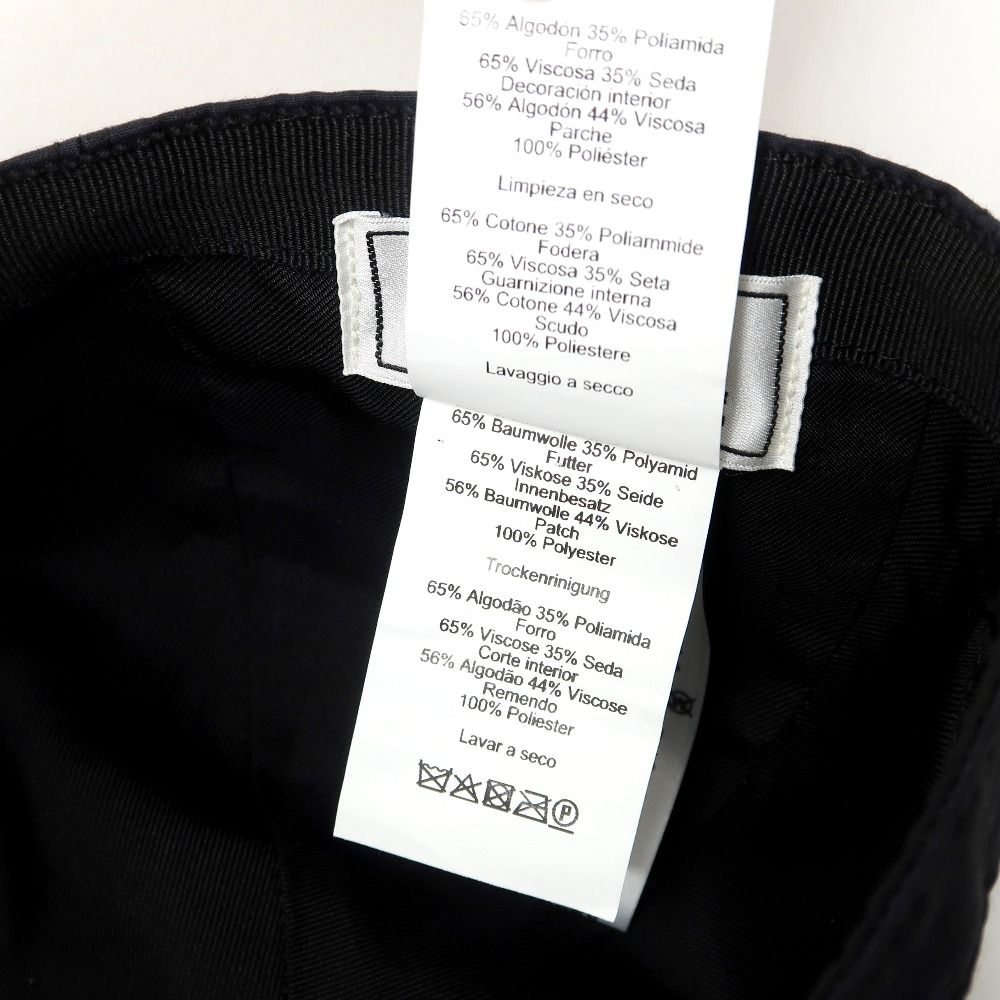 65% Algodón 35% Poliamida
Forro
65% Viscosa 35% Seda
Decoración interior
56% Algodón 44% Viscosa
Parche
100% Poliéster
Limpieza en seco
65% Cotone 35% Poliammide
Fodera
65% Viscosa 35% Seta
Guarnizione interna
56% Cotone 44% Viscosa
Scudo
100% Poliestere
Lavaggio a secco
65% Baumwolle 35% Polyamid
Futter
65% Viskose 35% Seide
Innenbesatz
56% Baumwolle 44% Viskose
Patch
100% Polyester
Trockenrinigung
65% Algodão 35% Poliamida
Forro
65% Viscose 35% Seda
Corte interior
56% Algodão 44% Viscose
Remendo
100% Poliester
Lavar a seco
P